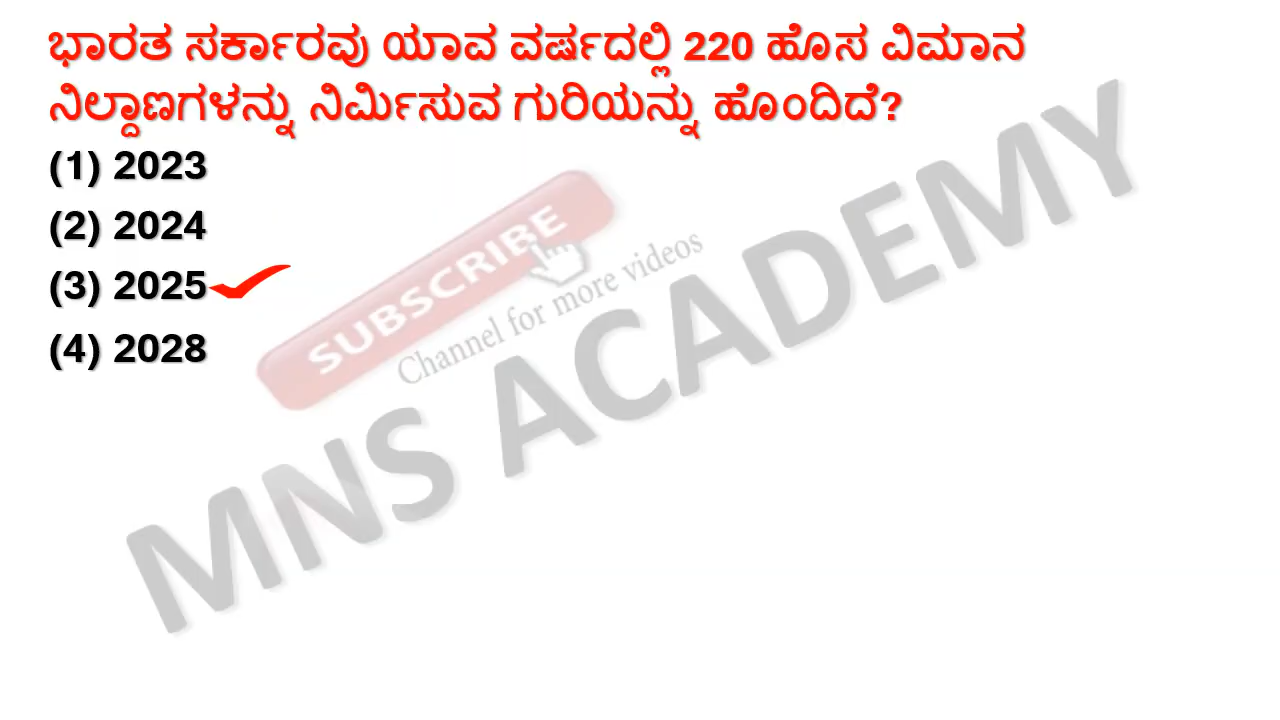 ಭಾರತ ಸರ್ಕಾರವು ಯಾವ ವರ್ಷದಲ್ಲಿ 220 ಹೊಸ ವಿಮಾನ
ನಿಲ್ದಾಣಗಳನ್ನು ನಿರ್ಮಿಸುವ ಗುರಿಯನ್ನು ಹೊಂದಿದೆ?
(1) 2023
(2) 2024
(3) 2025
(4) 2028
SUBSCRIBE
Channel for more videos
MNS ACADEMY